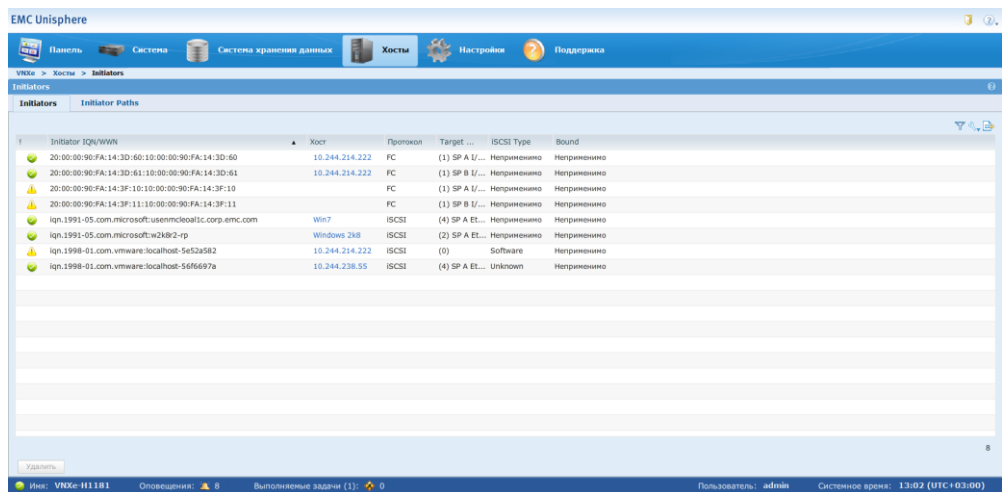 EMC Unisphere
Панель Система Система хранения данных Хосты Настройки Поддержка
VNXe > Хосты > Initiators
Initiators
Initiators Initiator Paths
! Initiator IQN/WWN Хост Протокол Target ... iSCSI Type Bound
20:00:00:90:FA:14:3D:60:10:00:00:90:FA:14:3D:60 10.244.214.222 FC (1) SP A I/... Неприменимо Неприменимо
20:00:00:90:FA:14:3D:61:10:00:00:90:FA:14:3D:61 10.244.214.222 FC (1) SP B I/... Неприменимо Неприменимо
20:00:00:90:FA:14:3F:10:10:00:00:90:FA:14:3F:10 FC (1) SP A I/... Неприменимо Неприменимо
20:00:00:90:FA:14:3F:11:10:00:00:90:FA:14:3F:11 FC (1) SP B I/... Неприменимо Неприменимо
iqn.1991-05.com.microsoft:usenmcleoal1c.corp.emc.com Win7 iSCSI (4) SP A Et... Неприменимо Неприменимо
iqn.1991-05.com.microsoft:w2k8r2-rp Windows 2k8 iSCSI (2) SP A Et... Неприменимо Неприменимо
iqn.1998-01.com.vmware:localhost-5e52a582 10.244.214.222 iSCSI (0) Software Неприменимо
iqn.1998-01.com.vmware:localhost-56f6697a 10.244.238.55 iSCSI (4) SP A Et... Unknown Неприменимо
8
Удалить
Имя: VNXe-H1181 Оповещения: 8 Выполняемые задачи (1): 0 Пользователь: admin Системное время: 13:02 (UTC+03:00)